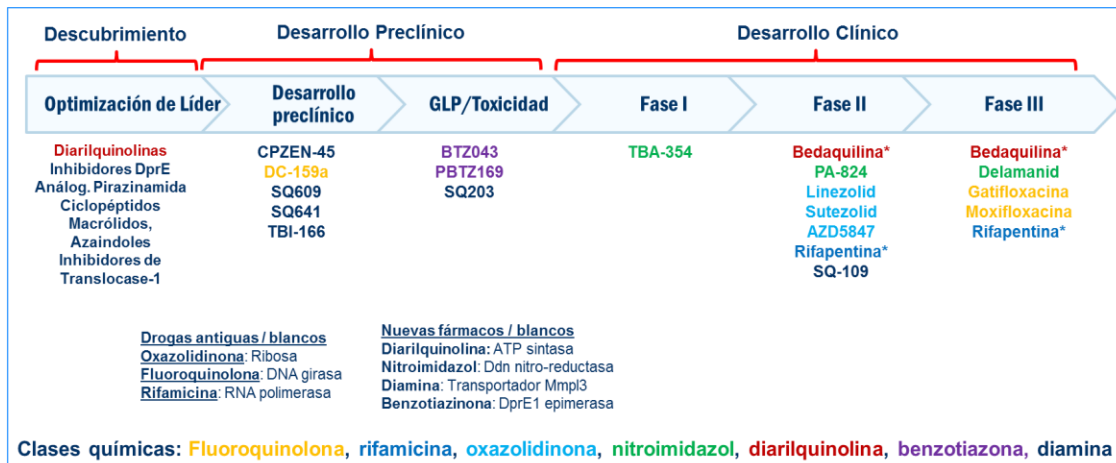 Descubrimiento
Desarrollo Preclínico
Desarrollo Clínico
Optimización de Líder
Desarrollo preclínico
GLP/Toxicidad
Fase I
Fase II
Fase III
Diarilquinolinas
Inhibidores DprE
Análog. Pirazinamida
Ciclopéptidos
Macrólidos,
Azaindoles
Inhibidores de
Translocase-1
CPZEN-45
DC-159a
SQ609
SQ641
TBI-166
BTZ043
PBTZ169
SQ203
TBA-354
Bedaquilina*
PA-824
Linezolid
Sutezolid
AZD5847
Rifapentina*
SQ-109
Bedaquilina*
Delamanid
Gatifloxacina
Moxifloxacina
Rifapentina*
Drogas antiguas / blancos
Oxazolidinona: Ribosa
Fluoroquinolona: DNA girasa
Rifamicina: RNA polimerasa
Nuevas fármacos / blancos
Diarilquinolina: ATP sintasa
Nitroimidazol: Ddn nitro-reductasa
Diamina: Transportador Mmpl3
Benzotiazinona: DprE1 epimerasa
Clases químicas: Fluoroquinolona, rifamicina, oxazolidinona, nitroimidazol, diarilquinolina, benzotiazona, diamina